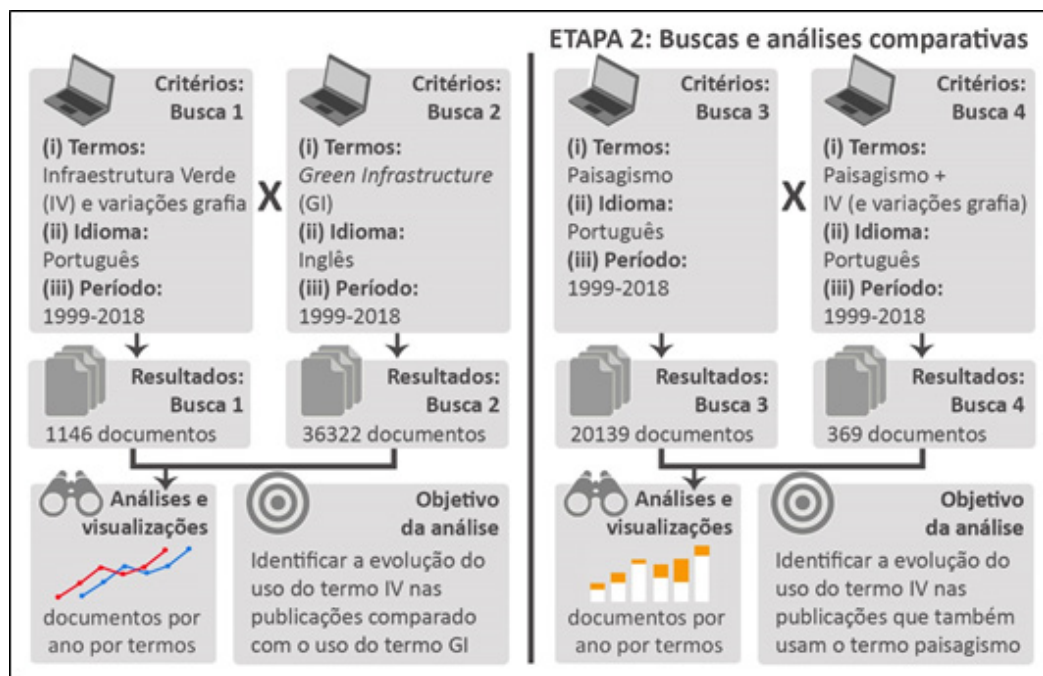 ETAPA 2: Buscas e análises comparativas
Critérios:
Busca 1
(i) Termos:
Infraestrutura Verde
(IV) e variações grafia
(ii) Idioma:
Português
(iii) Período:
1999-2018
X
Critérios:
Busca 2
(i) Termos:
Green Infrastructure
(GI)
(ii) Idioma:
Inglês
(iii) Período:
1999-2018
Resultados:
Busca 1
1146 documentos
Resultados:
Busca 2
36322 documentos
Análises e
visualizações
documentos por
ano por termos
Objetivo
da análise
Identificar a evolução do
uso do termo IV nas
publicações comparado
com o uso do termo GI
Critérios:
Busca 3
(i) Termos:
Paisagismo
(ii) Idioma:
Português
(iii) Período:
1999-2018
X
Critérios:
Busca 4
(i) Termos:
Paisagismo +
IV (e variações grafia)
(ii) Idioma:
Português
(iii) Período:
1999-2018
Resultados:
Busca 3
20139 documentos
Resultados:
Busca 4
369 documentos
Análises e
visualizações
documentos por
ano por termos
Objetivo
da análise
Identificar a evolução do
uso do termo IV nas
publicações que também
usam o termo paisagismo